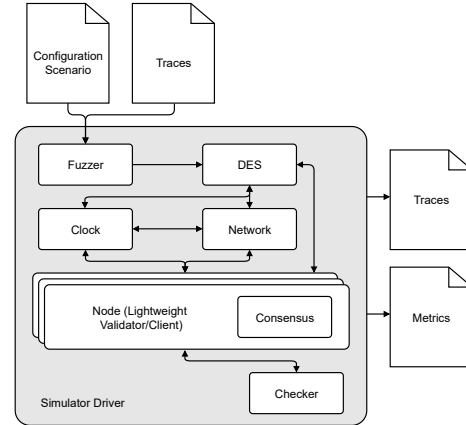 Configuration
Scenario
Traces
Fuzzer
DES
Clock
Network
Traces
Node (Lightweight
Validator/Client)
Consensus
Metrics
Checker
Simulator Driver